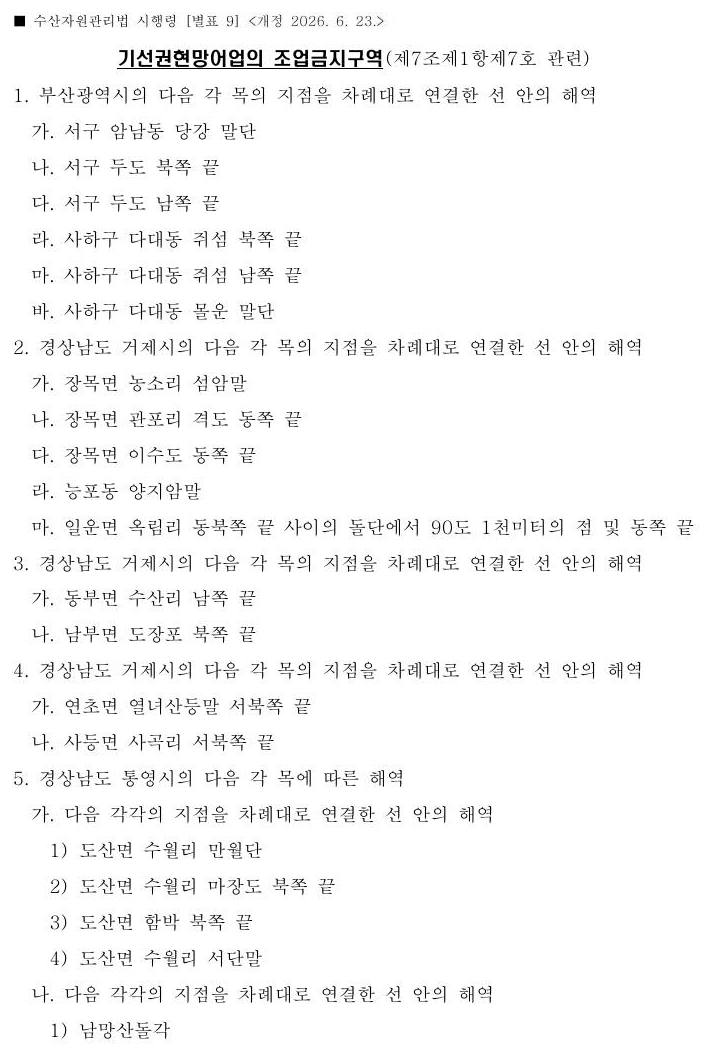 ■ 수산자원관리법 시행령 [별표 9] <개정 2026. 6. 23.>
기선권현망어업의 조업금지구역(제7조제1항제7호 관련)
1. 부산광역시의 다음 각 목의 지점을 차례대로 연결한 선 안의 해역
가. 서구 암남동 당강 말단
나. 서구 두도 북쪽 끝
다. 서구 두도 남쪽 끝
라. 사하구 다대동 쥐섬 북쪽 끝
마. 사하구 다대동 쥐섬 남쪽 끝
바. 사하구 다대동 몰운 말단
2. 경상남도 거제시의 다음 각 목의 지점을 차례대로 연결한 선 안의 해역
가. 장목면 농소리 섬암말
나. 장목면 관포리 격도 동쪽 끝
다. 장목면 이수도 동쪽 끝
라. 능포동 양지암말
마. 일운면 옥림리 동북쪽 끝 사이의 돌단에서 90도 1천미터의 점 및 동쪽 끝
3. 경상남도 거제시의 다음 각 목의 지점을 차례대로 연결한 선 안의 해역
가. 동부면 수산리 남쪽 끝
나. 남부면 도장포 북쪽 끝
4. 경상남도 거제시의 다음 각 목의 지점을 차례대로 연결한 선 안의 해역
가. 연초면 열녀산등말 서북쪽 끝
나. 사등면 사곡리 서북쪽 끝
5. 경상남도 통영시의 다음 각 목에 따른 해역
가. 다음 각각의 지점을 차례대로 연결한 선 안의 해역
1) 도산면 수월리 만월단
2) 도산면 수월리 마장도 북쪽 끝
3) 도산면 함박 북쪽 끝
4) 도산면 수월리 서단말
나. 다음 각각의 지점을 차례대로 연결한 선 안의 해역
1) 남망산돌각